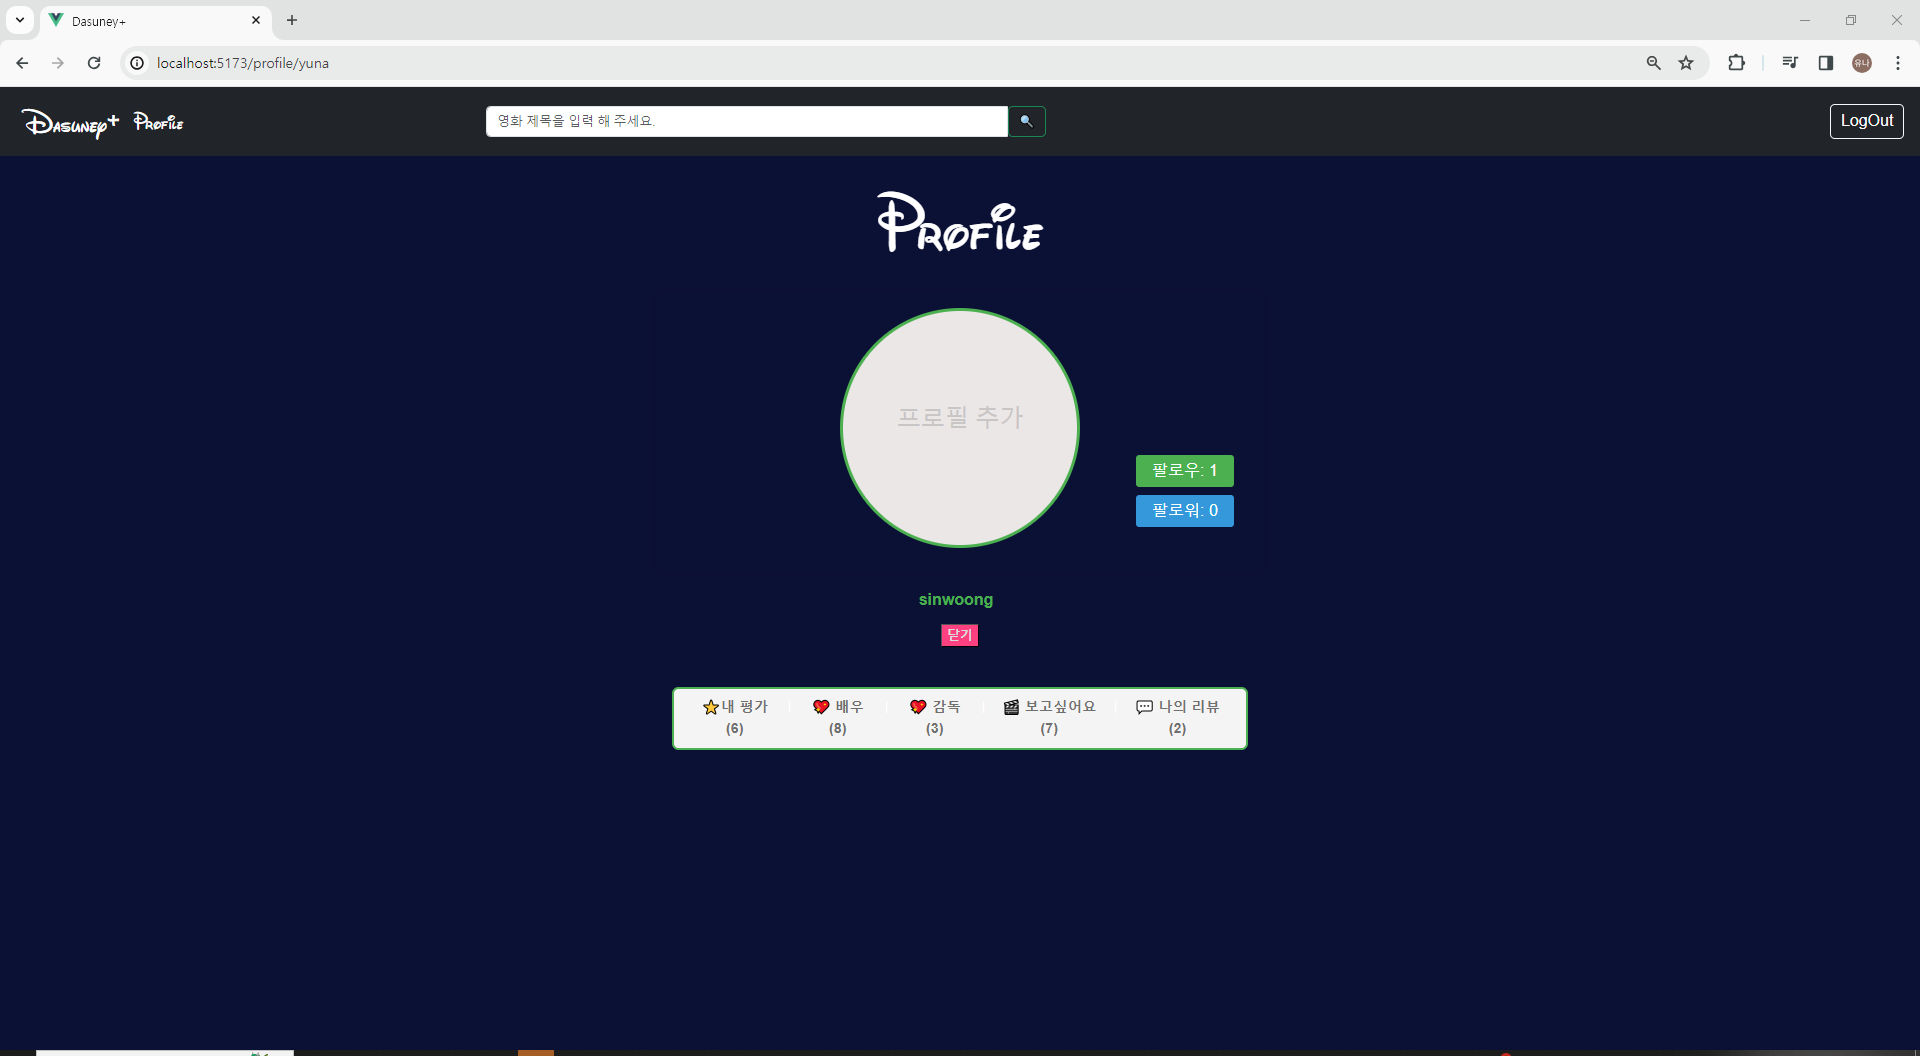 Dasuney+
localhost:5173/profile/yuna
유나
Dasuney+ Profile
영화 제목을 입력 해 주세요.
LogOut
Profile
프로필 추가
팔로우: 1
팔로워: 0
sinwoong
닫기
내 평가 배우 감독 보고싶어요 나의 리뷰
(6) (8) (3) (7) (2)